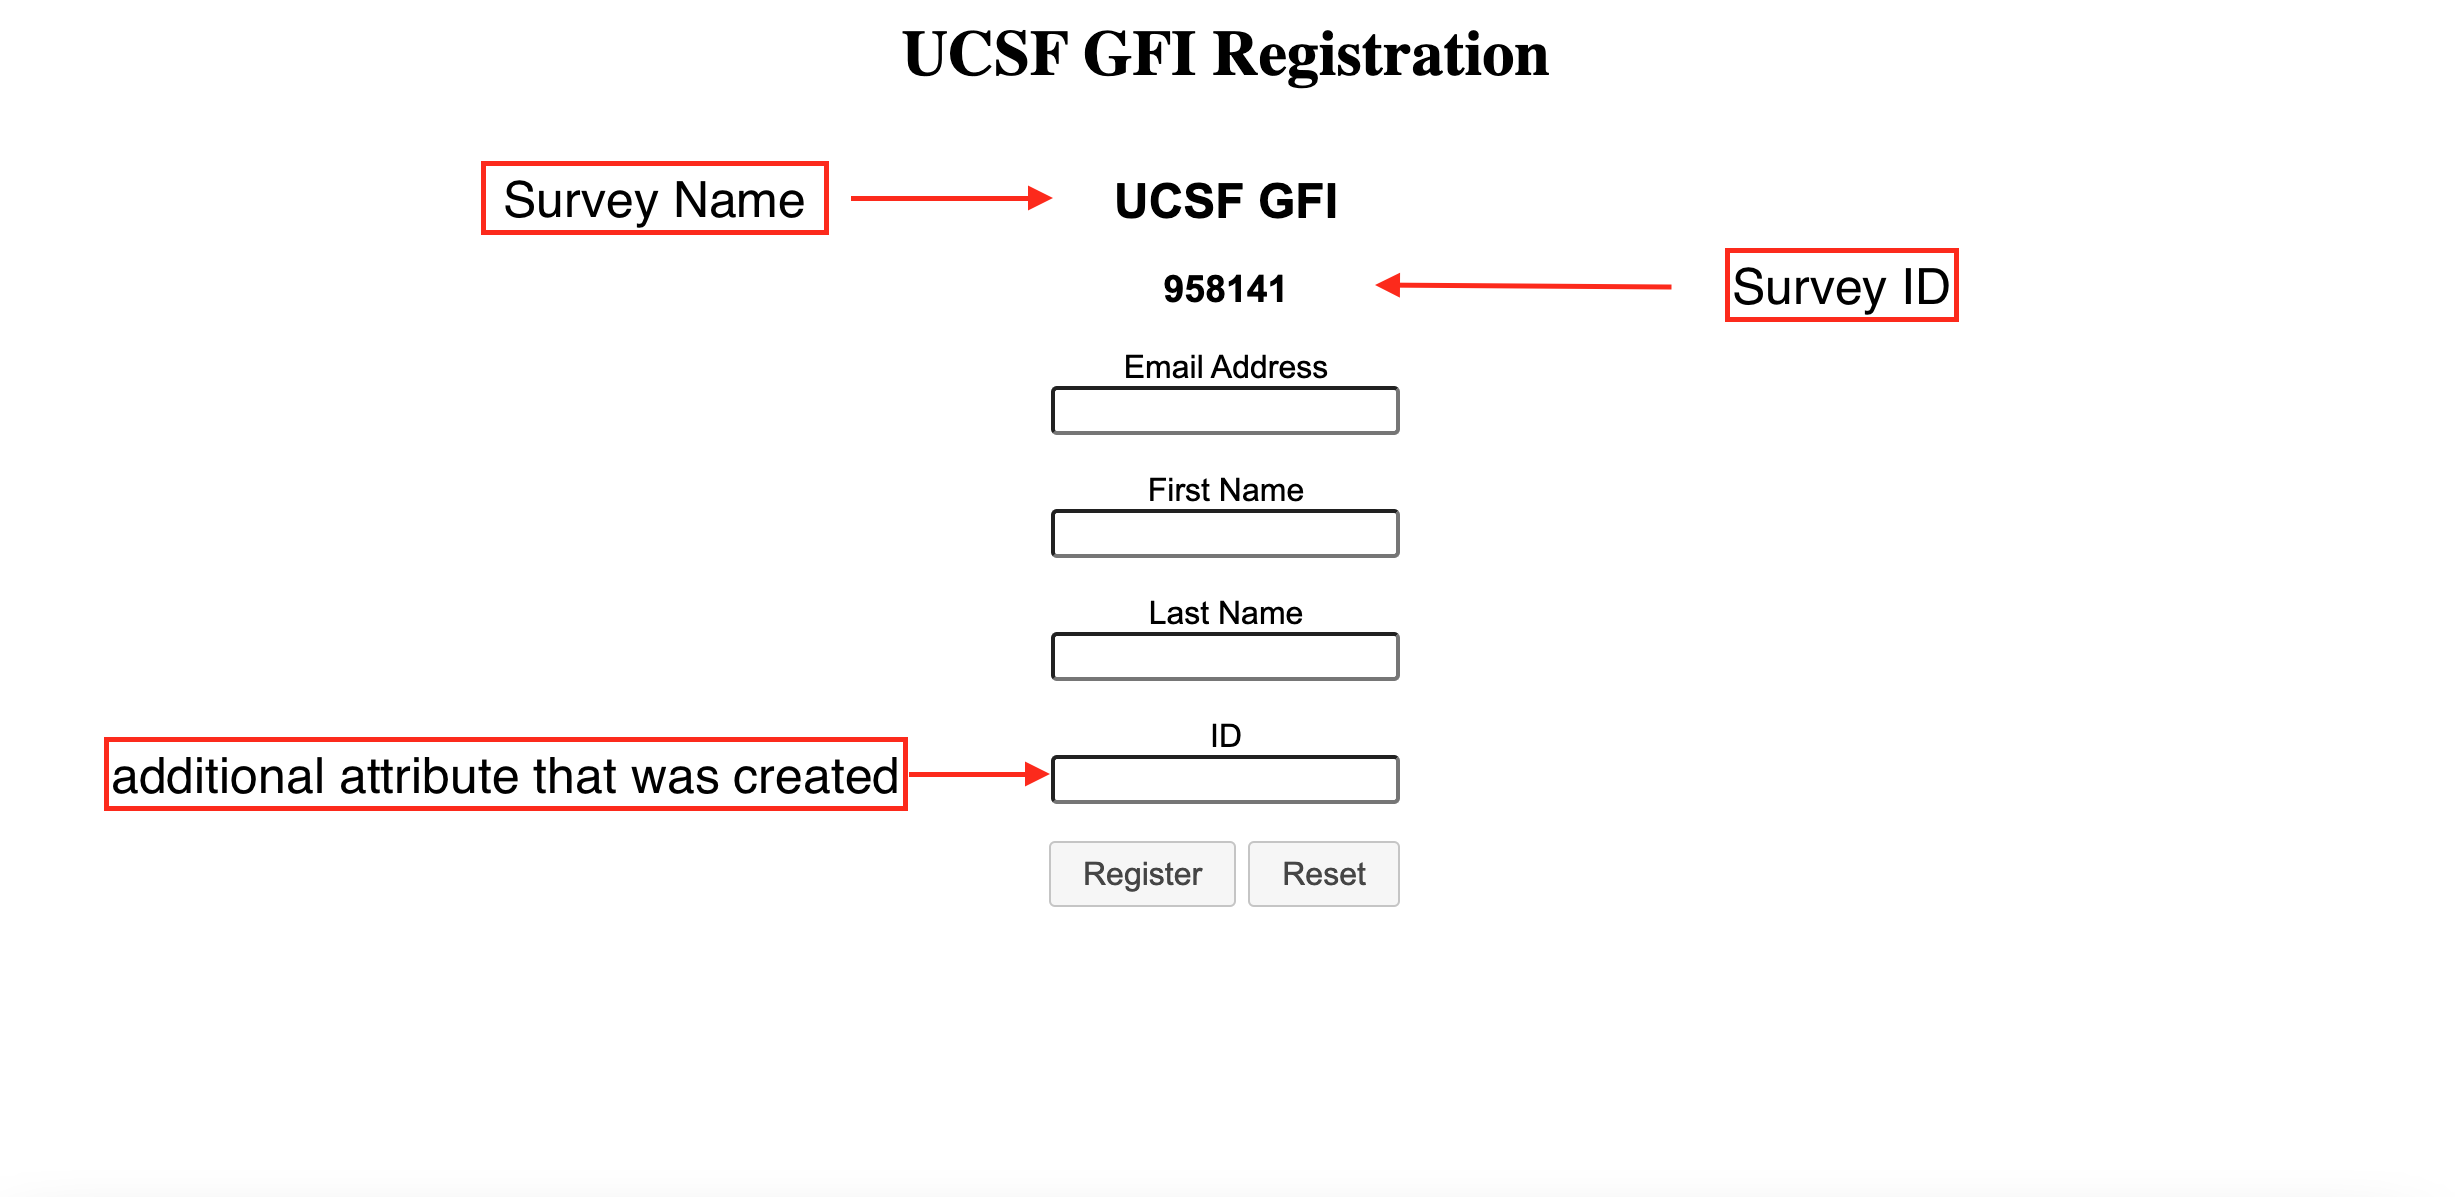 UCSF GFI Registration
Survey Name
UCSF GFI
958141
Survey ID
Email Address
First Name
Last Name
ID
additional attribute that was created
Register
Reset